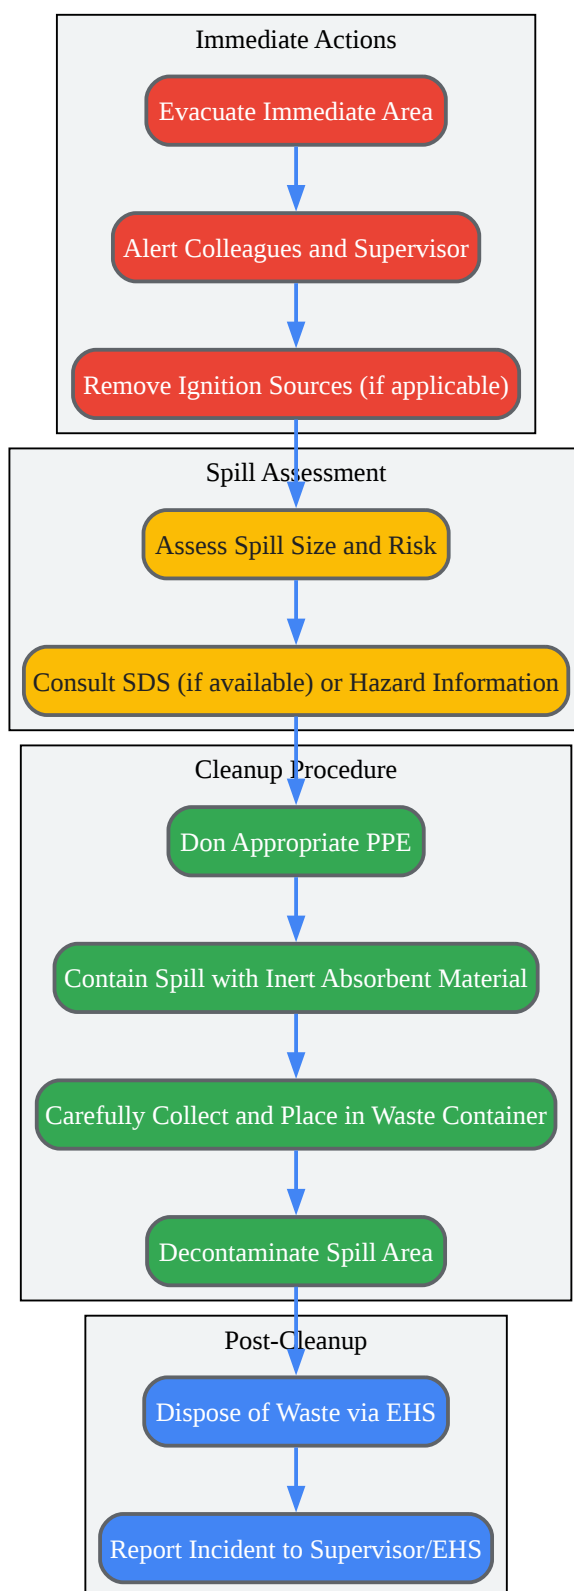 Immediate Actions
Evacuate Immediate Area
Alert Colleagues and Supervisor
Remove Ignition Sources (if applicable)
Spill Assessment
Assess Spill Size and Risk
Consult SDS (if available) or Hazard Information
Cleanup Procedure
Don Appropriate PPE
Contain Spill with Inert Absorbent Material
Carefully Collect and Place in Waste Container
Decontaminate Spill Area
Post-Cleanup
Dispose of Waste via EHS
Report Incident to Supervisor/EHS